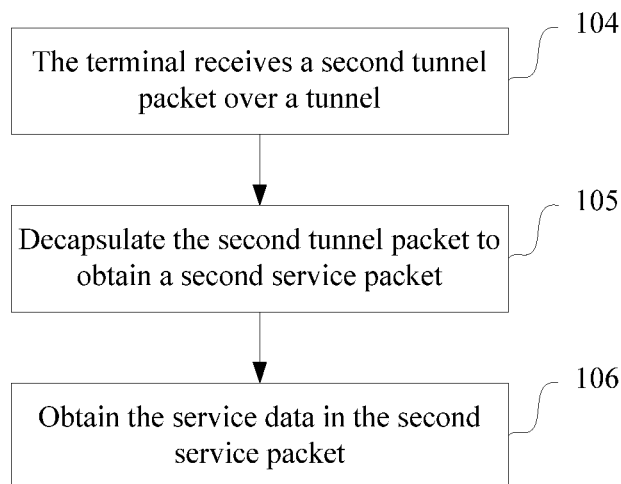 104
The terminal receives a second tunnel
packet over a tunnel
105
Decapsulate the second tunnel packet to
obtain a second service packet
106
Obtain the service data in the second
service packet